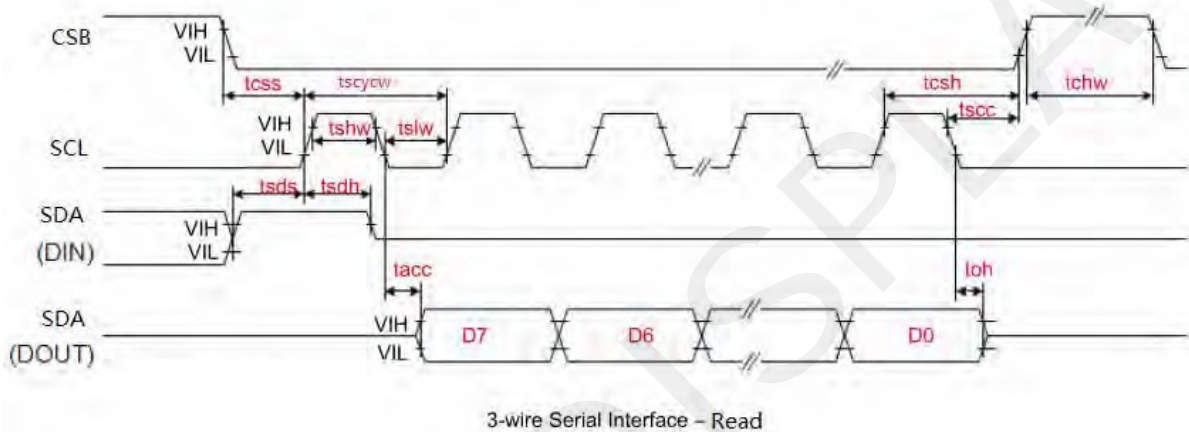 CSB
VIH
VIL
tcss
tscycw
tcsh
tchw
tscc
SCL
VIH
VIL
tshw
tslw
tsds
tsdh
SDA
(DIN)
VIH
VIL
tacc
toh
SDA
(DOUT)
VIH
VIL
D7
D6
D0
3-wire Serial Interface – Read